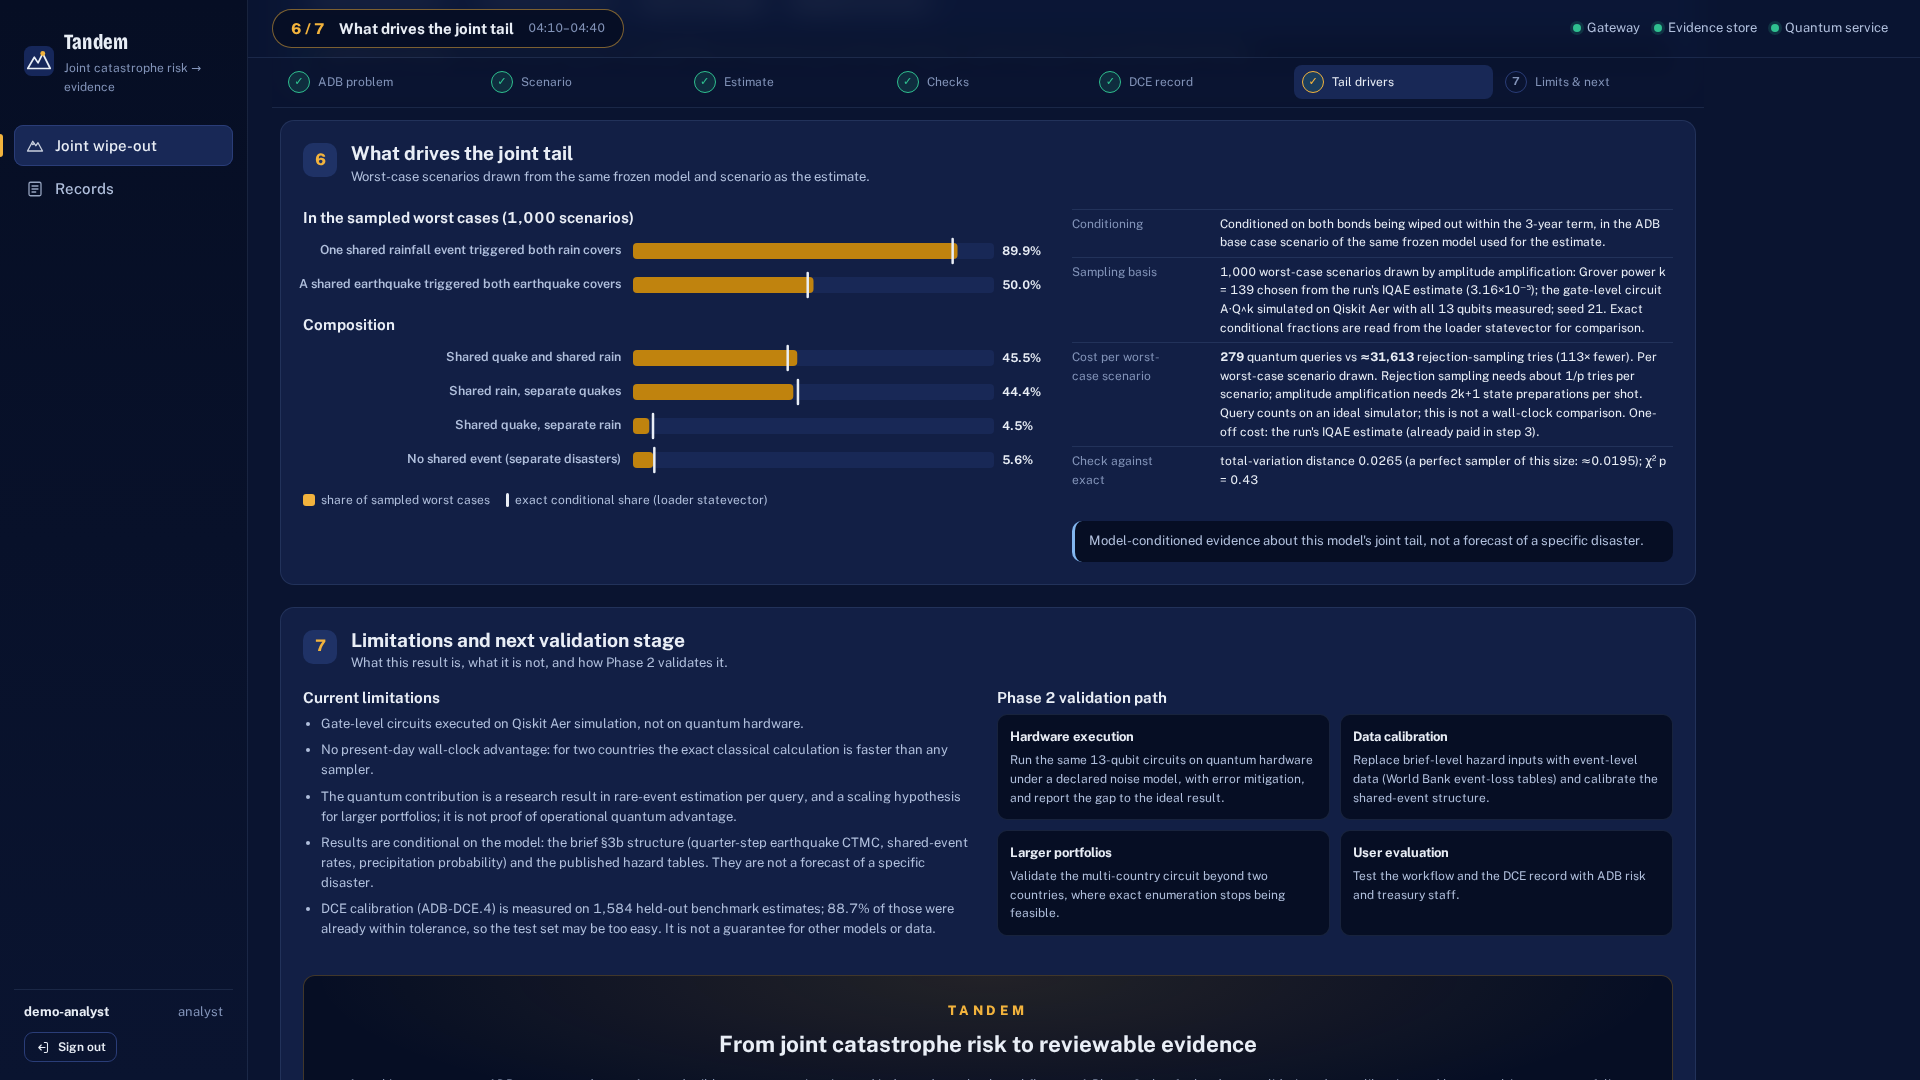 Tandem
Joint catastrophe risk →
evidence
Joint wipe-out
Records
demo-analyst analyst
Sign out
6 / 7 What drives the joint tail 04:10–04:40
Gateway Evidence store Quantum service
✓ ADB problem ✓ Scenario ✓ Estimate ✓ Checks ✓ DCE record ✓ Tail drivers 7 Limits & next
6 What drives the joint tail
Worst-case scenarios drawn from the same frozen model and scenario as the estimate.
In the sampled worst cases (1,000 scenarios)
One shared rainfall event triggered both rain covers 89.9%
A shared earthquake triggered both earthquake covers 50.0%
Composition
Shared quake and shared rain 45.5%
Shared rain, separate quakes 44.4%
Shared quake, separate rain 4.5%
No shared event (separate disasters) 5.6%
share of sampled worst cases exact conditional share (loader statevector)
Conditioning
Conditioned on both bonds being wiped out within the 3-year term, in the ADB
base case scenario of the same frozen model used for the estimate.
Sampling basis
1,000 worst-case scenarios drawn by amplitude amplification: Grover power k
= 139 chosen from the run's IQAE estimate (3.16×10⁻⁵); the gate-level circuit
A·Q^k simulated on Qiskit Aer with all 13 qubits measured; seed 21. Exact
conditional fractions are read from the loader statevector for comparison.
Cost per worst-
case scenario
279 quantum queries vs ≈31,613 rejection-sampling tries (113× fewer). Per
worst-case scenario drawn. Rejection sampling needs about 1/p tries per
scenario; amplitude amplification needs 2k+1 state preparations per shot.
Query counts on an ideal simulator; this is not a wall-clock comparison. One-
off cost: the run's IQAE estimate (already paid in step 3).
Check against
exact
total-variation distance 0.0265 (a perfect sampler of this size: ≈0.0195); χ² p
= 0.43
Model-conditioned evidence about this model's joint tail, not a forecast of a specific disaster.
7 Limitations and next validation stage
What this result is, what it is not, and how Phase 2 validates it.
Current limitations
• Gate-level circuits executed on Qiskit Aer simulation, not on quantum hardware.
• No present-day wall-clock advantage: for two countries the exact classical calculation is faster than any
sampler.
• The quantum contribution is a research result in rare-event estimation per query, and a scaling hypothesis
for larger portfolios; it is not proof of operational quantum advantage.
• Results are conditional on the model: the brief §3b structure (quarter-step earthquake CTMC, shared-event
rates, precipitation probability) and the published hazard tables. They are not a forecast of a specific
disaster.
• DCE calibration (ADB-DCE.4) is measured on 1,584 held-out benchmark estimates; 88.7% of those were
already within tolerance, so the test set may be too easy. It is not a guarantee for other models or data.
Phase 2 validation path
Hardware execution
Run the same 13-qubit circuits on quantum hardware
under a declared noise model, with error mitigation,
and report the gap to the ideal result.
Data calibration
Replace brief-level hazard inputs with event-level
data (World Bank event-loss tables) and calibrate the
shared-event structure.
Larger portfolios
Validate the multi-country circuit beyond two
countries, where exact enumeration stops being
feasible.
User evaluation
Test the workflow and the DCE record with ADB risk
and treasury staff.
TANDEM
From joint catastrophe risk to reviewable evidence